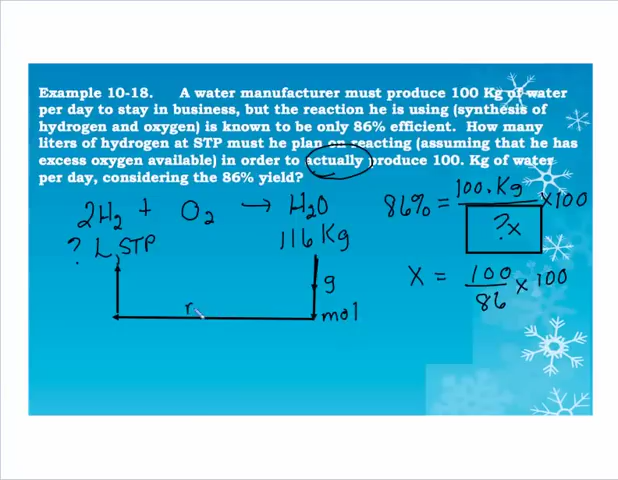 Example 10-18. A water manufacturer must produce 100 Kg of water
per day to stay in business, but the reaction he is using (synthesis of
hydrogen and oxygen) is known to be only 86% efficient. How many
liters of hydrogen at STP must he plan on reacting (assuming that he has
excess oxygen available) in order to actually produce 100. Kg of water
per day, considering the 86% yield?
2H₂ + O₂ → H₂O
? L, STP 116 Kg
g
r mol
86% = 100. Kg / ?x × 100
X = 100 / 86 × 100